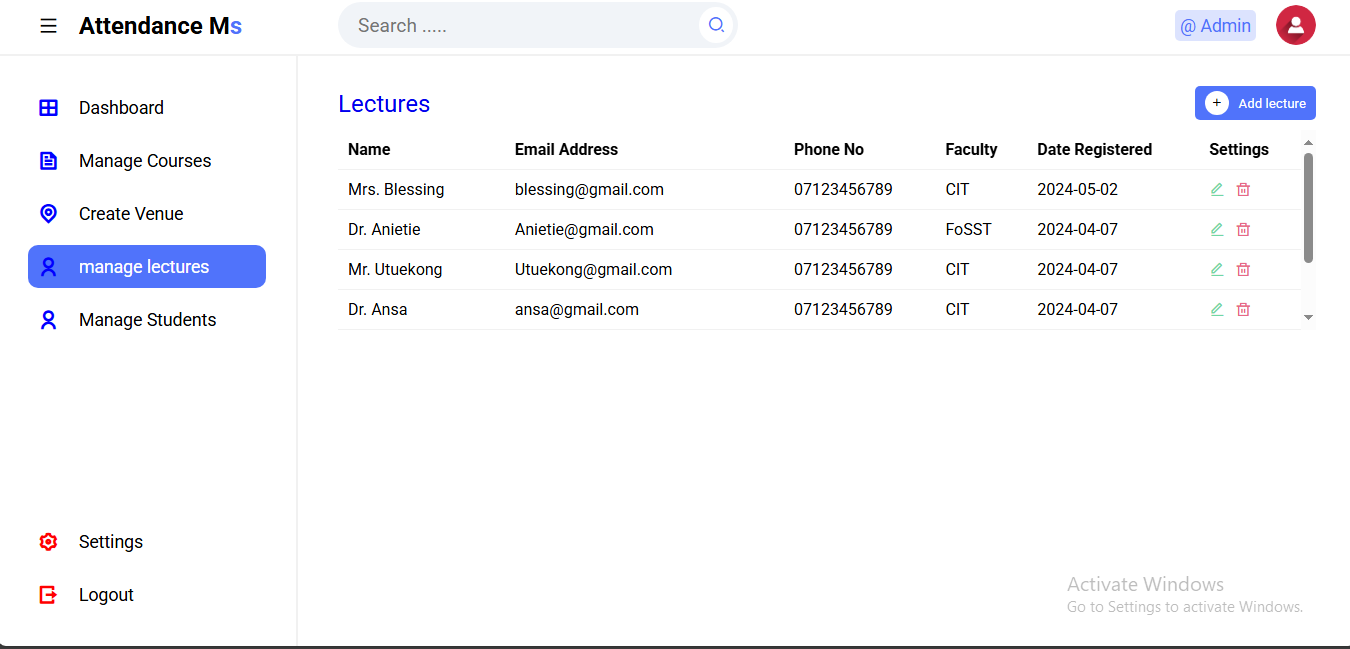 Attendance Ms
Search .....
@ Admin
Dashboard
Manage Courses
Create Venue
manage lectures
Manage Students
Settings
Logout
Lectures
Add lecture
Name Email Address Phone No Faculty Date Registered Settings
Mrs. Blessing blessing@gmail.com 07123456789 CIT 2024-05-02
Dr. Anietie Anietie@gmail.com 07123456789 FoSST 2024-04-07
Mr. Utuekong Utuekong@gmail.com 07123456789 CIT 2024-04-07
Dr. Ansa ansa@gmail.com 07123456789 CIT 2024-04-07
Activate Windows
Go to Settings to activate Windows.